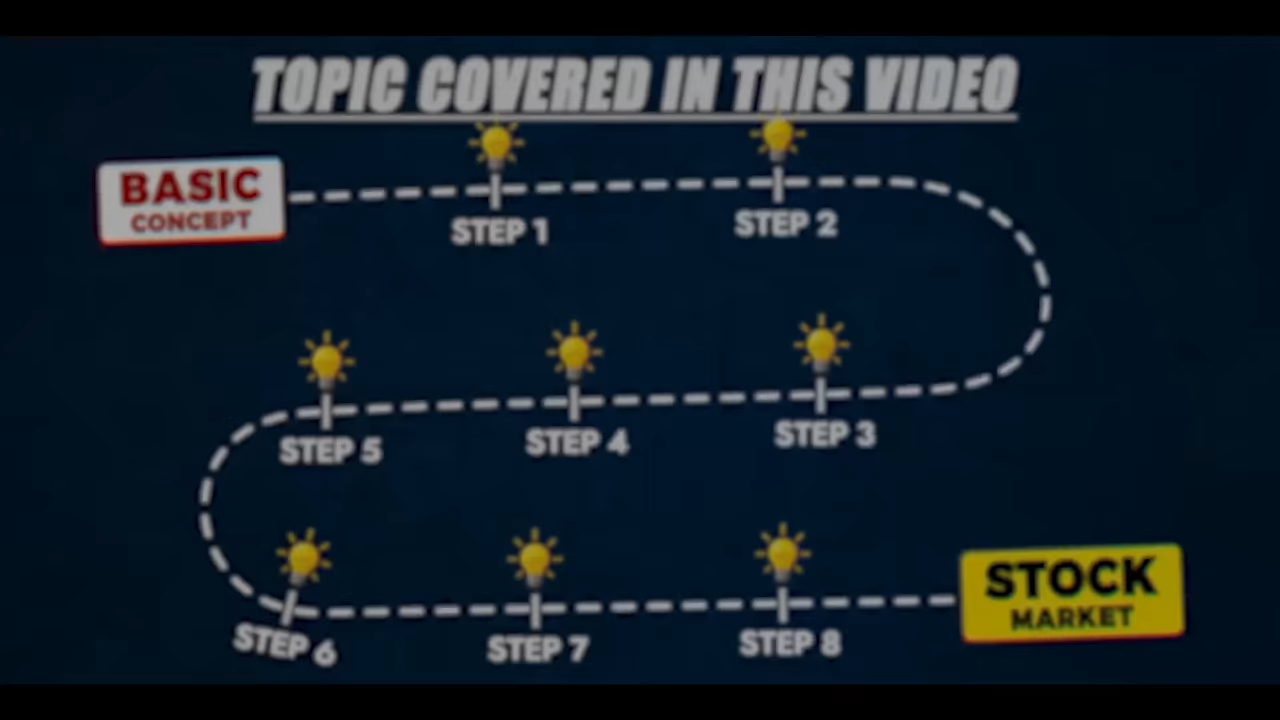 TOPIC COVERED IN THIS VIDEO
BASIC
CONCEPT
STEP 1
STEP 2
STEP 3
STEP 4
STEP 5
STEP 6
STEP 7
STEP 8
STOCK
MARKET